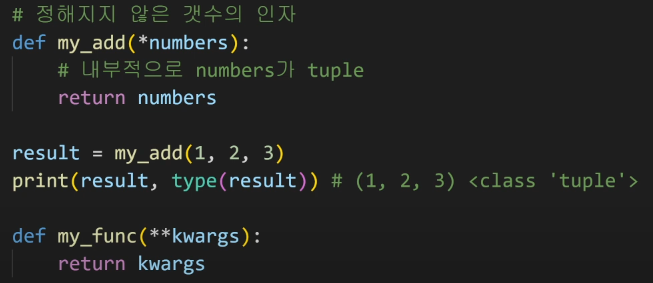 # 정해지지 않은 갯수의 인자
def my_add(*numbers):
    # 내부적으로 numbers가 tuple
    return numbers
result = my_add(1, 2, 3)
print(result, type(result)) # (1, 2, 3) <class 'tuple'>
def my_func(**kwargs):
    return kwargs